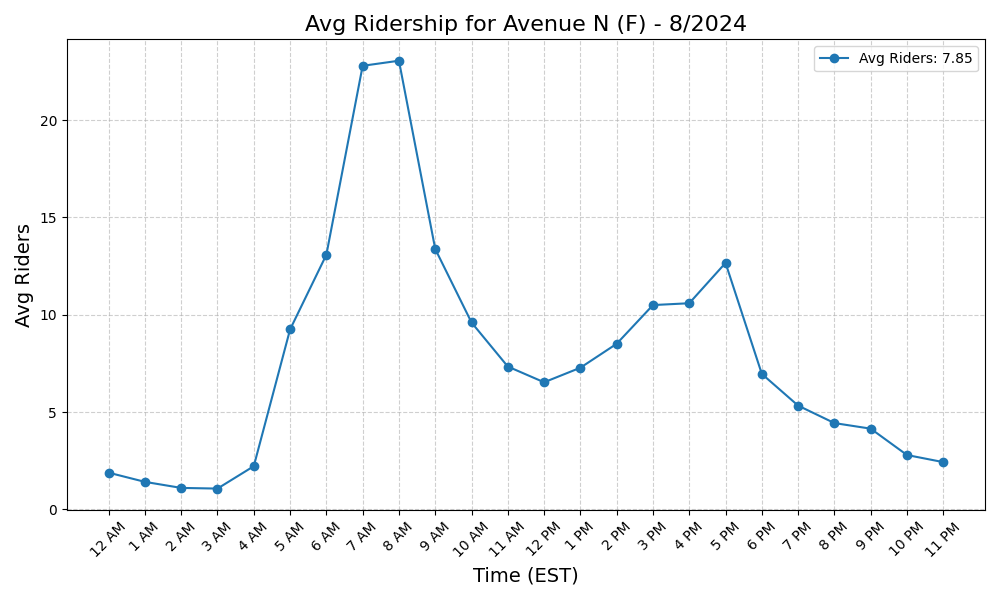 Avg Ridership for Avenue N (F) - 8/2024
Avg Riders: 7.85
Avg Riders
20
15
10
5
0
12 AM
1 AM
2 AM
3 AM
4 AM
5 AM
6 AM
7 AM
8 AM
9 AM
10 AM
11 AM
12 PM
1 PM
2 PM
3 PM
4 PM
5 PM
6 PM
7 PM
8 PM
9 PM
10 PM
11 PM
Time (EST)